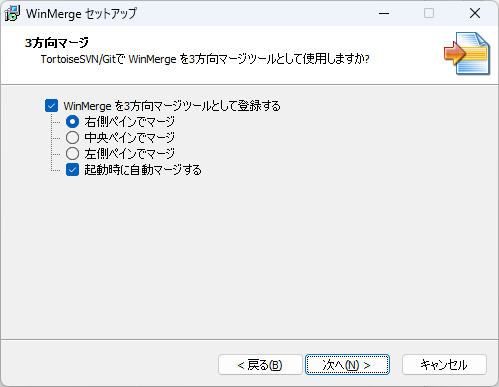 WinMerge セットアップ
3方向マージ
TortoiseSVN/Gitで WinMerge を3方向マージツールとして使用しますか?
WinMerge を3方向マージツールとして登録する
右側ペインでマージ
中央ペインでマージ
左側ペインでマージ
起動時に自動マージする
< 戻る(B)
次へ(N) >
キャンセル